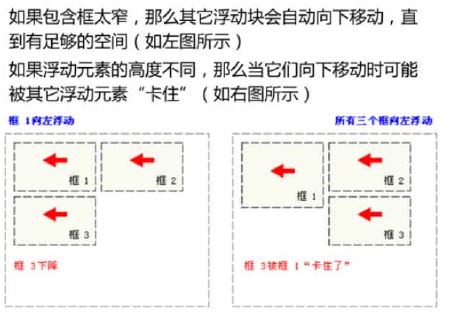 如果包含框太窄，那么其它浮动块会自动向下移动，直
到有足够的空间（如左图所示）
如果浮动元素的高度不同，那么当它们向下移动时可能
被其它浮动元素“卡住”（如右图所示）
框 1向左浮动
框 1
框 2
框 3
框 3下降
所有三个框向左浮动
框 1
框 2
框 3
框 3被框 1“卡住了”